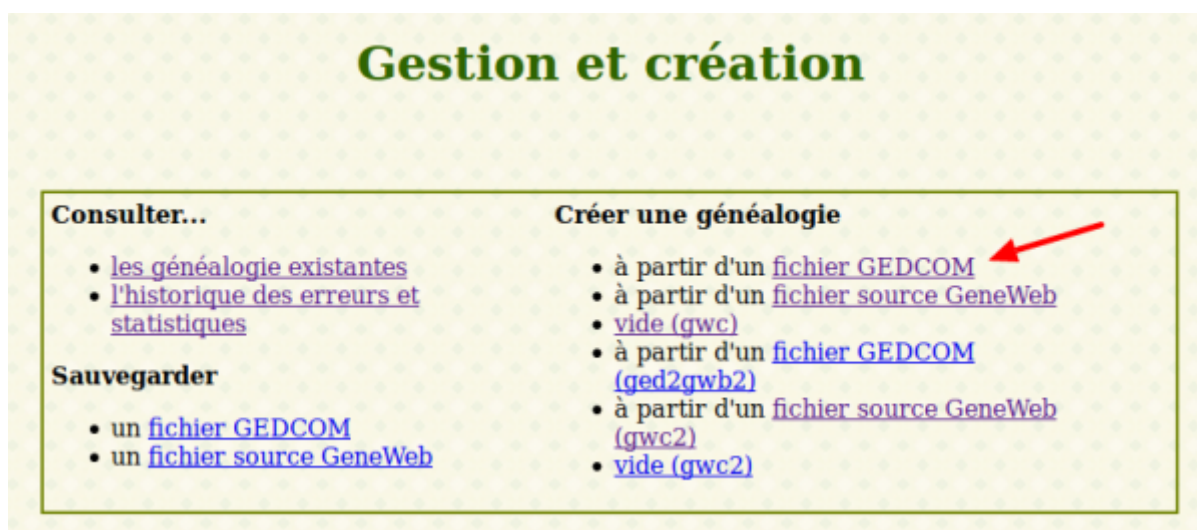 Gestion et création
Consulter...
les généalogie existantes
l'historique des erreurs et
statistiques
Sauvegarder
un fichier GEDCOM
un fichier source GeneWeb
Créer une généalogie
à partir d'un fichier GEDCOM
à partir d'un fichier source GeneWeb
vide (gwc)
à partir d'un fichier GEDCOM
(ged2gwb2)
à partir d'un fichier source GeneWeb
(gwc2)
vide (gwc2)